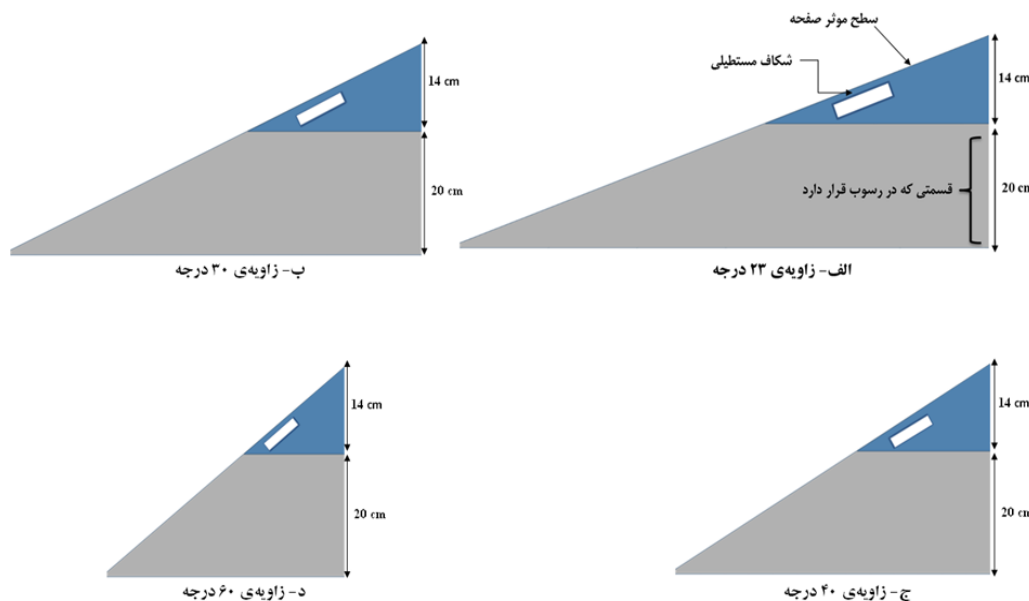 سطح موثر صفحه
شکاف مستطیلی
14 cm
20 cm
قسمتی که در رسوب قرار دارد
الف- زاویه‌ی ۲۳ درجه
14 cm
20 cm
ب- زاویه‌ی ۳۰ درجه
14 cm
20 cm
ج- زاویه‌ی ۴۰ درجه
14 cm
20 cm
د- زاویه‌ی ۶۰ درجه